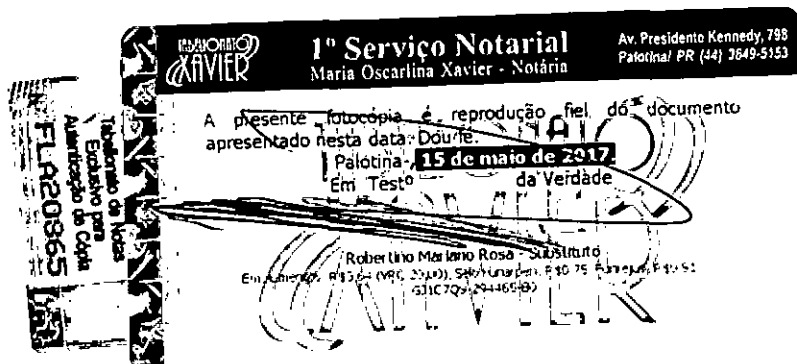 TABELIONATO
XAVIER
1º Serviço Notarial
Maria Oscarlina Xavier - Notária
Av. Presidente Kennedy, 798
Palotina/ PR (44) 3649-5153
A presente fotocópia é reprodução fiel do documento
apresentado nesta data. Dou fé.
Palotina, 15 de maio de 2017.
Em Testº da Verdade
Robertino Mariano Rosa - Substituto
Tabelionato de Notas
Exclusivo para
Autenticação de Cópia
FLA20865
XAVIER